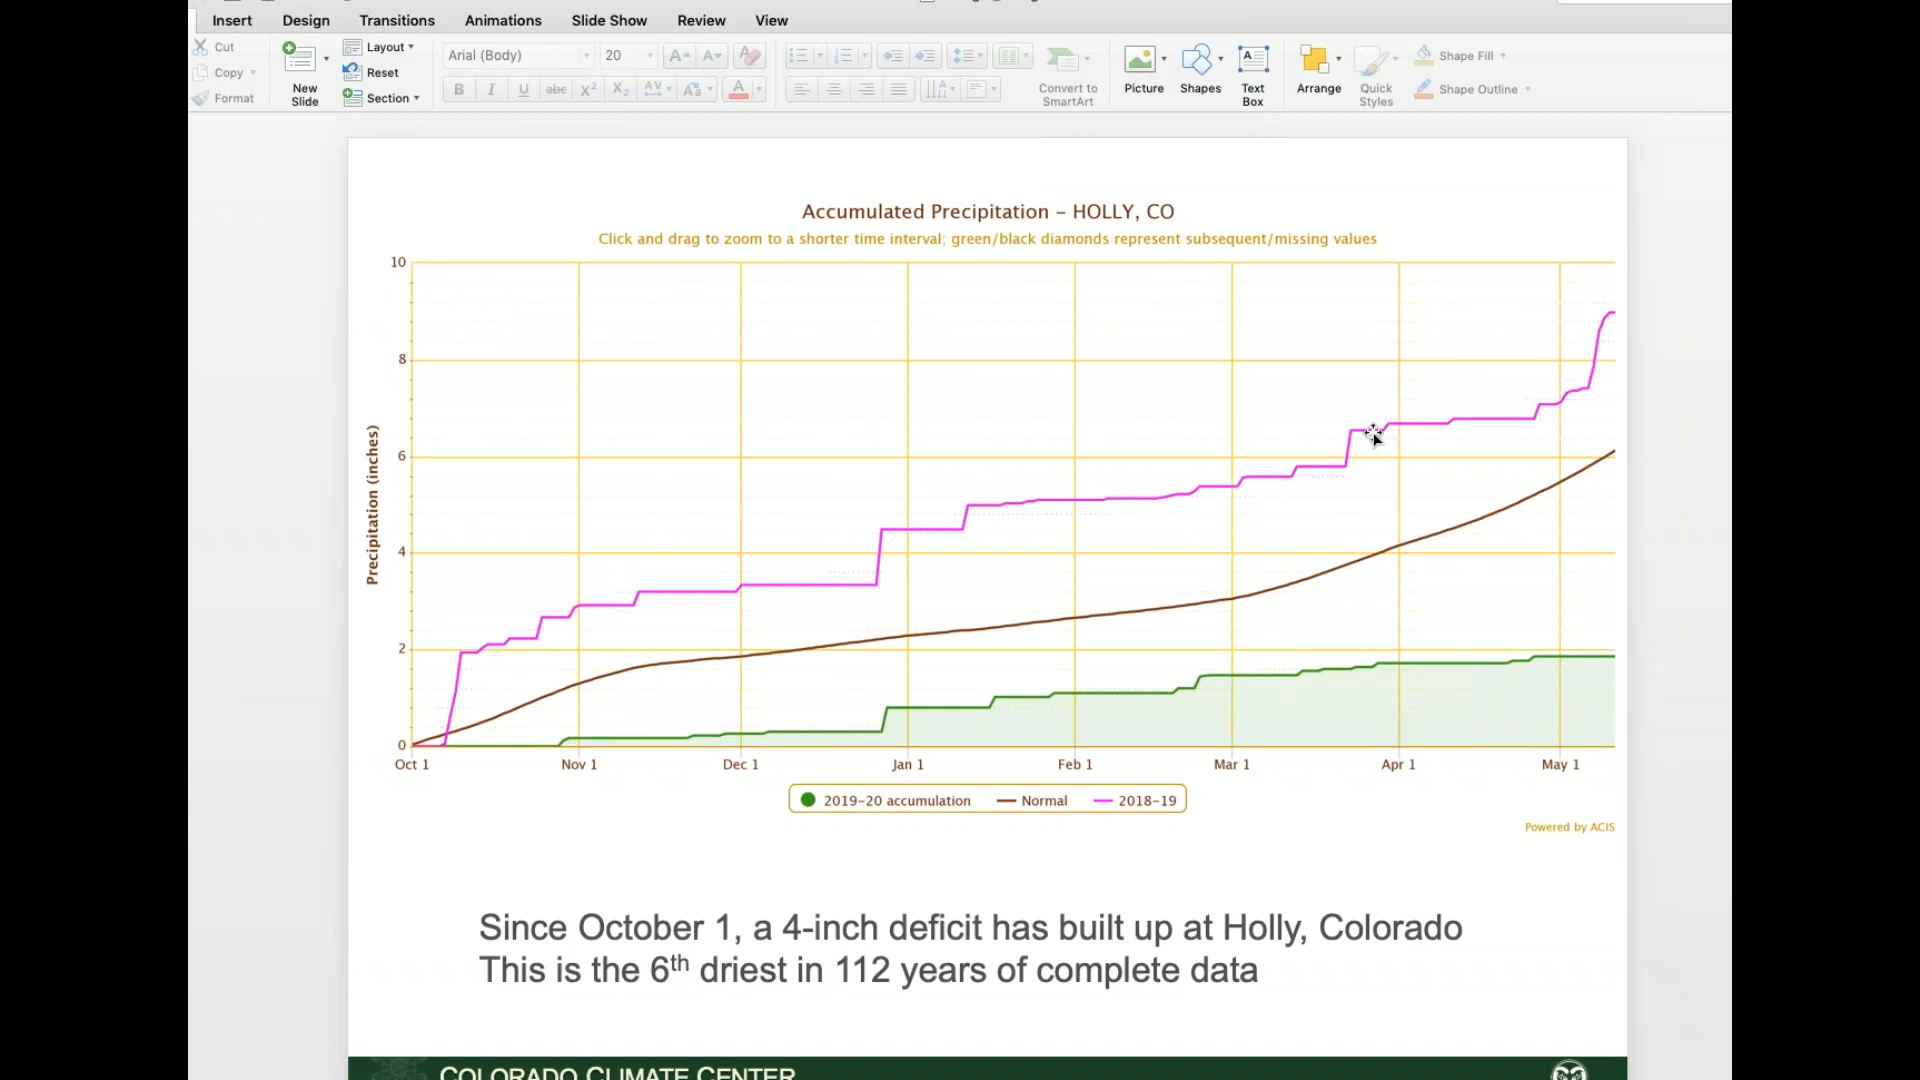 Insert Design Transitions Animations Slide Show Review View
Cut
Copy
Format
New Slide
Layout
Reset
Section
Arial (Body) 20
B I U abc X² X₂ AV Aa A
Convert to SmartArt
Picture Shapes Text Box
Arrange Quick Styles
Shape Fill
Shape Outline
Accumulated Precipitation – HOLLY, CO
Click and drag to zoom to a shorter time interval; green/black diamonds represent subsequent/missing values
Precipitation (inches)
10
8
6
4
2
0
Oct 1 Nov 1 Dec 1 Jan 1 Feb 1 Mar 1 Apr 1 May 1
2019–20 accumulation Normal 2018–19
Powered by ACIS
Since October 1, a 4-inch deficit has built up at Holly, Colorado
This is the 6th driest in 112 years of complete data
COLORADO CLIMATE CENTER